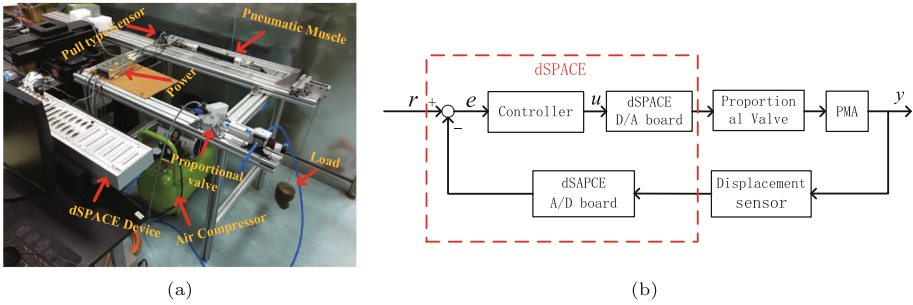 Pull type Sensor
Pneumatic Muscle
Power
Proportional
valve
Load
dSPACE Device
Air Compressor
(a)
dSPACE
r
+
−
e
Controller
u
dSPACE
D/A board
Proportion
al Valve
PMA
y
dSAPCE
A/D board
Displacement
sensor
(b)